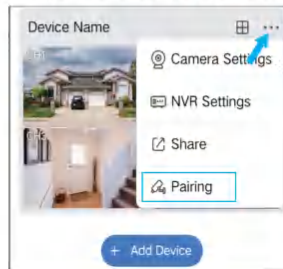 Device Name
Camera Settings
NVR Settings
Share
Pairing
+ Add Device